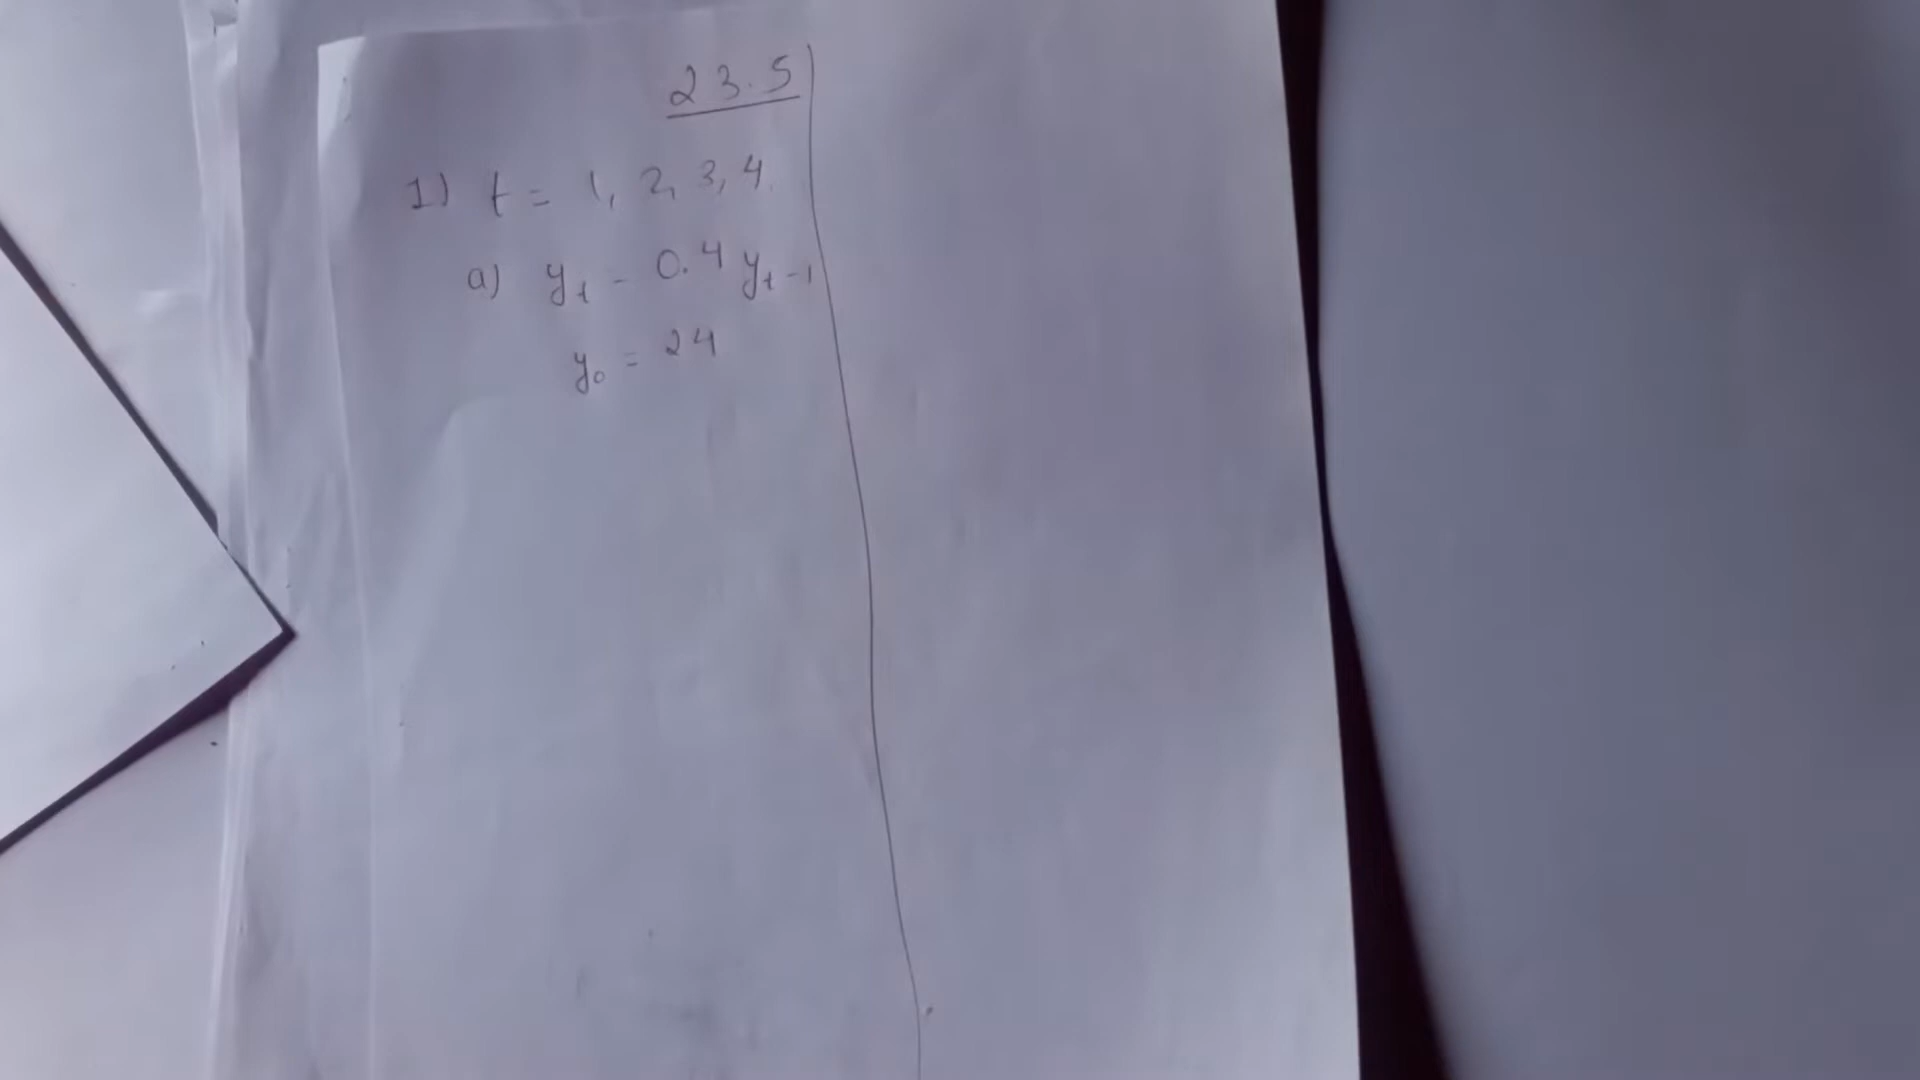 23.5
1) t = 1, 2, 3, 4
a) yt - 0.4 yt-1
y0 = 24